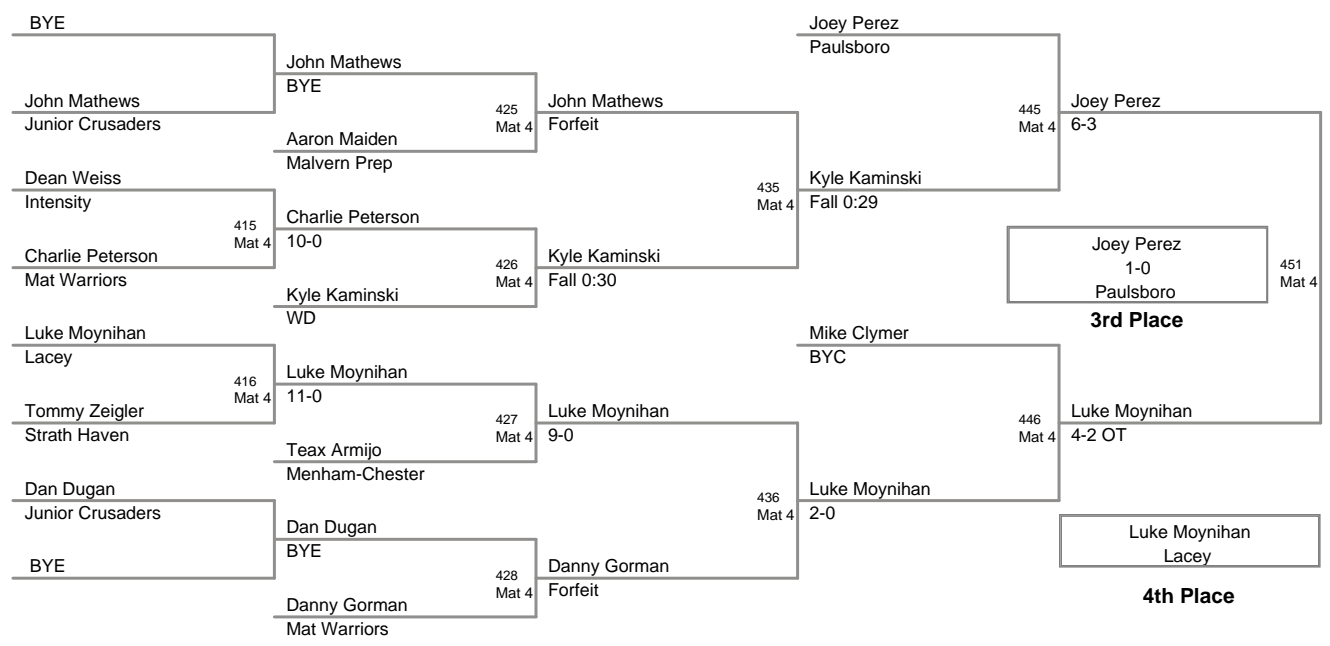 BYE
John Mathews
Junior Crusaders
Dean Weiss
Intensity
415
Mat 4
Charlie Peterson
Mat Warriors
Luke Moynihan
Lacey
416
Mat 4
Tommy Zeigler
Strath Haven
Dan Dugan
Junior Crusaders
BYE
John Mathews
BYE
425
Mat 4
Aaron Maiden
Malvern Prep
Charlie Peterson
10-0
426
Mat 4
Kyle Kaminski
WD
Luke Moynihan
11-0
427
Mat 4
Teax Armijo
Menham-Chester
Dan Dugan
BYE
428
Mat 4
Danny Gorman
Mat Warriors
John Mathews
Forfeit
435
Mat 4
Kyle Kaminski
Fall 0:30
Luke Moynihan
9-0
436
Mat 4
Danny Gorman
Forfeit
Joey Perez
Paulsboro
445
Mat 4
Kyle Kaminski
Fall 0:29
Mike Clymer
BYC
446
Mat 4
Luke Moynihan
2-0
Joey Perez
6-3
451
Mat 4
Luke Moynihan
4-2 OT
Joey Perez
1-0
Paulsboro
3rd Place
Luke Moynihan
Lacey
4th Place